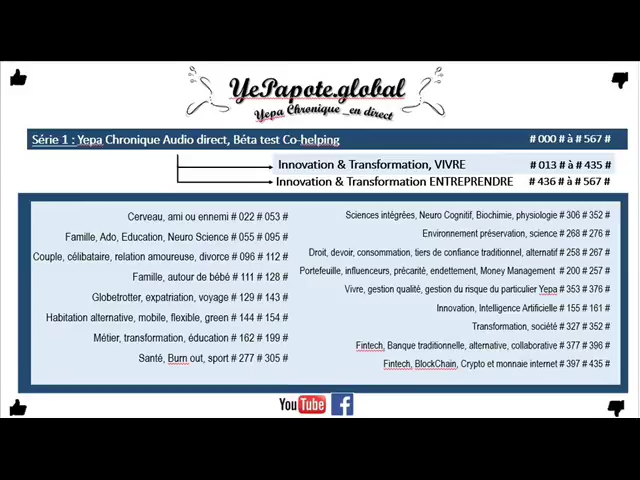 YePapote.global
Yepa Chronique _en direct
Série 1 : Yepa Chronique Audio direct, Béta test Co-helping # 000 # à # 567 #
Innovation & Transformation, VIVRE # 013 # à # 435 #
Innovation & Transformation ENTREPRENDRE # 436 # à # 567 #
Cerveau, ami ou ennemi # 022 # 053 #
Famille, Ado, Education, Neuro Science # 055 # 095 #
Couple, célibataire, relation amoureuse, divorce # 096 # 112 #
Famille, autour de bébé # 111 # 128 #
Globetrotter, expatriation, voyage # 129 # 143 #
Habitation alternative, mobile, flexible, green # 144 # 154 #
Métier, transformation, éducation # 162 # 199 #
Santé, Burn out, sport # 277 # 305 #
Sciences intégrées, Neuro Cognitif, Biochimie, physiologie # 306 # 352 #
Environnement préservation, science # 268 # 276 #
Droit, devoir, consommation, tiers de confiance traditionnel, alternatif # 258 # 267 #
Portefeuille, influenceurs, précarité, endettement, Money Management # 200 # 257 #
Vivre, gestion qualité, gestion du risque du particulier Yepa # 353 # 376 #
Innovation, Intelligence Artificielle # 155 # 161 #
Transformation, société # 327 # 352 #
Fintech, Banque traditionnelle, alternative, collaborative # 377 # 396 #
Fintech, BlockChain, Crypto et monnaie internet # 397 # 435 #
YouTube f